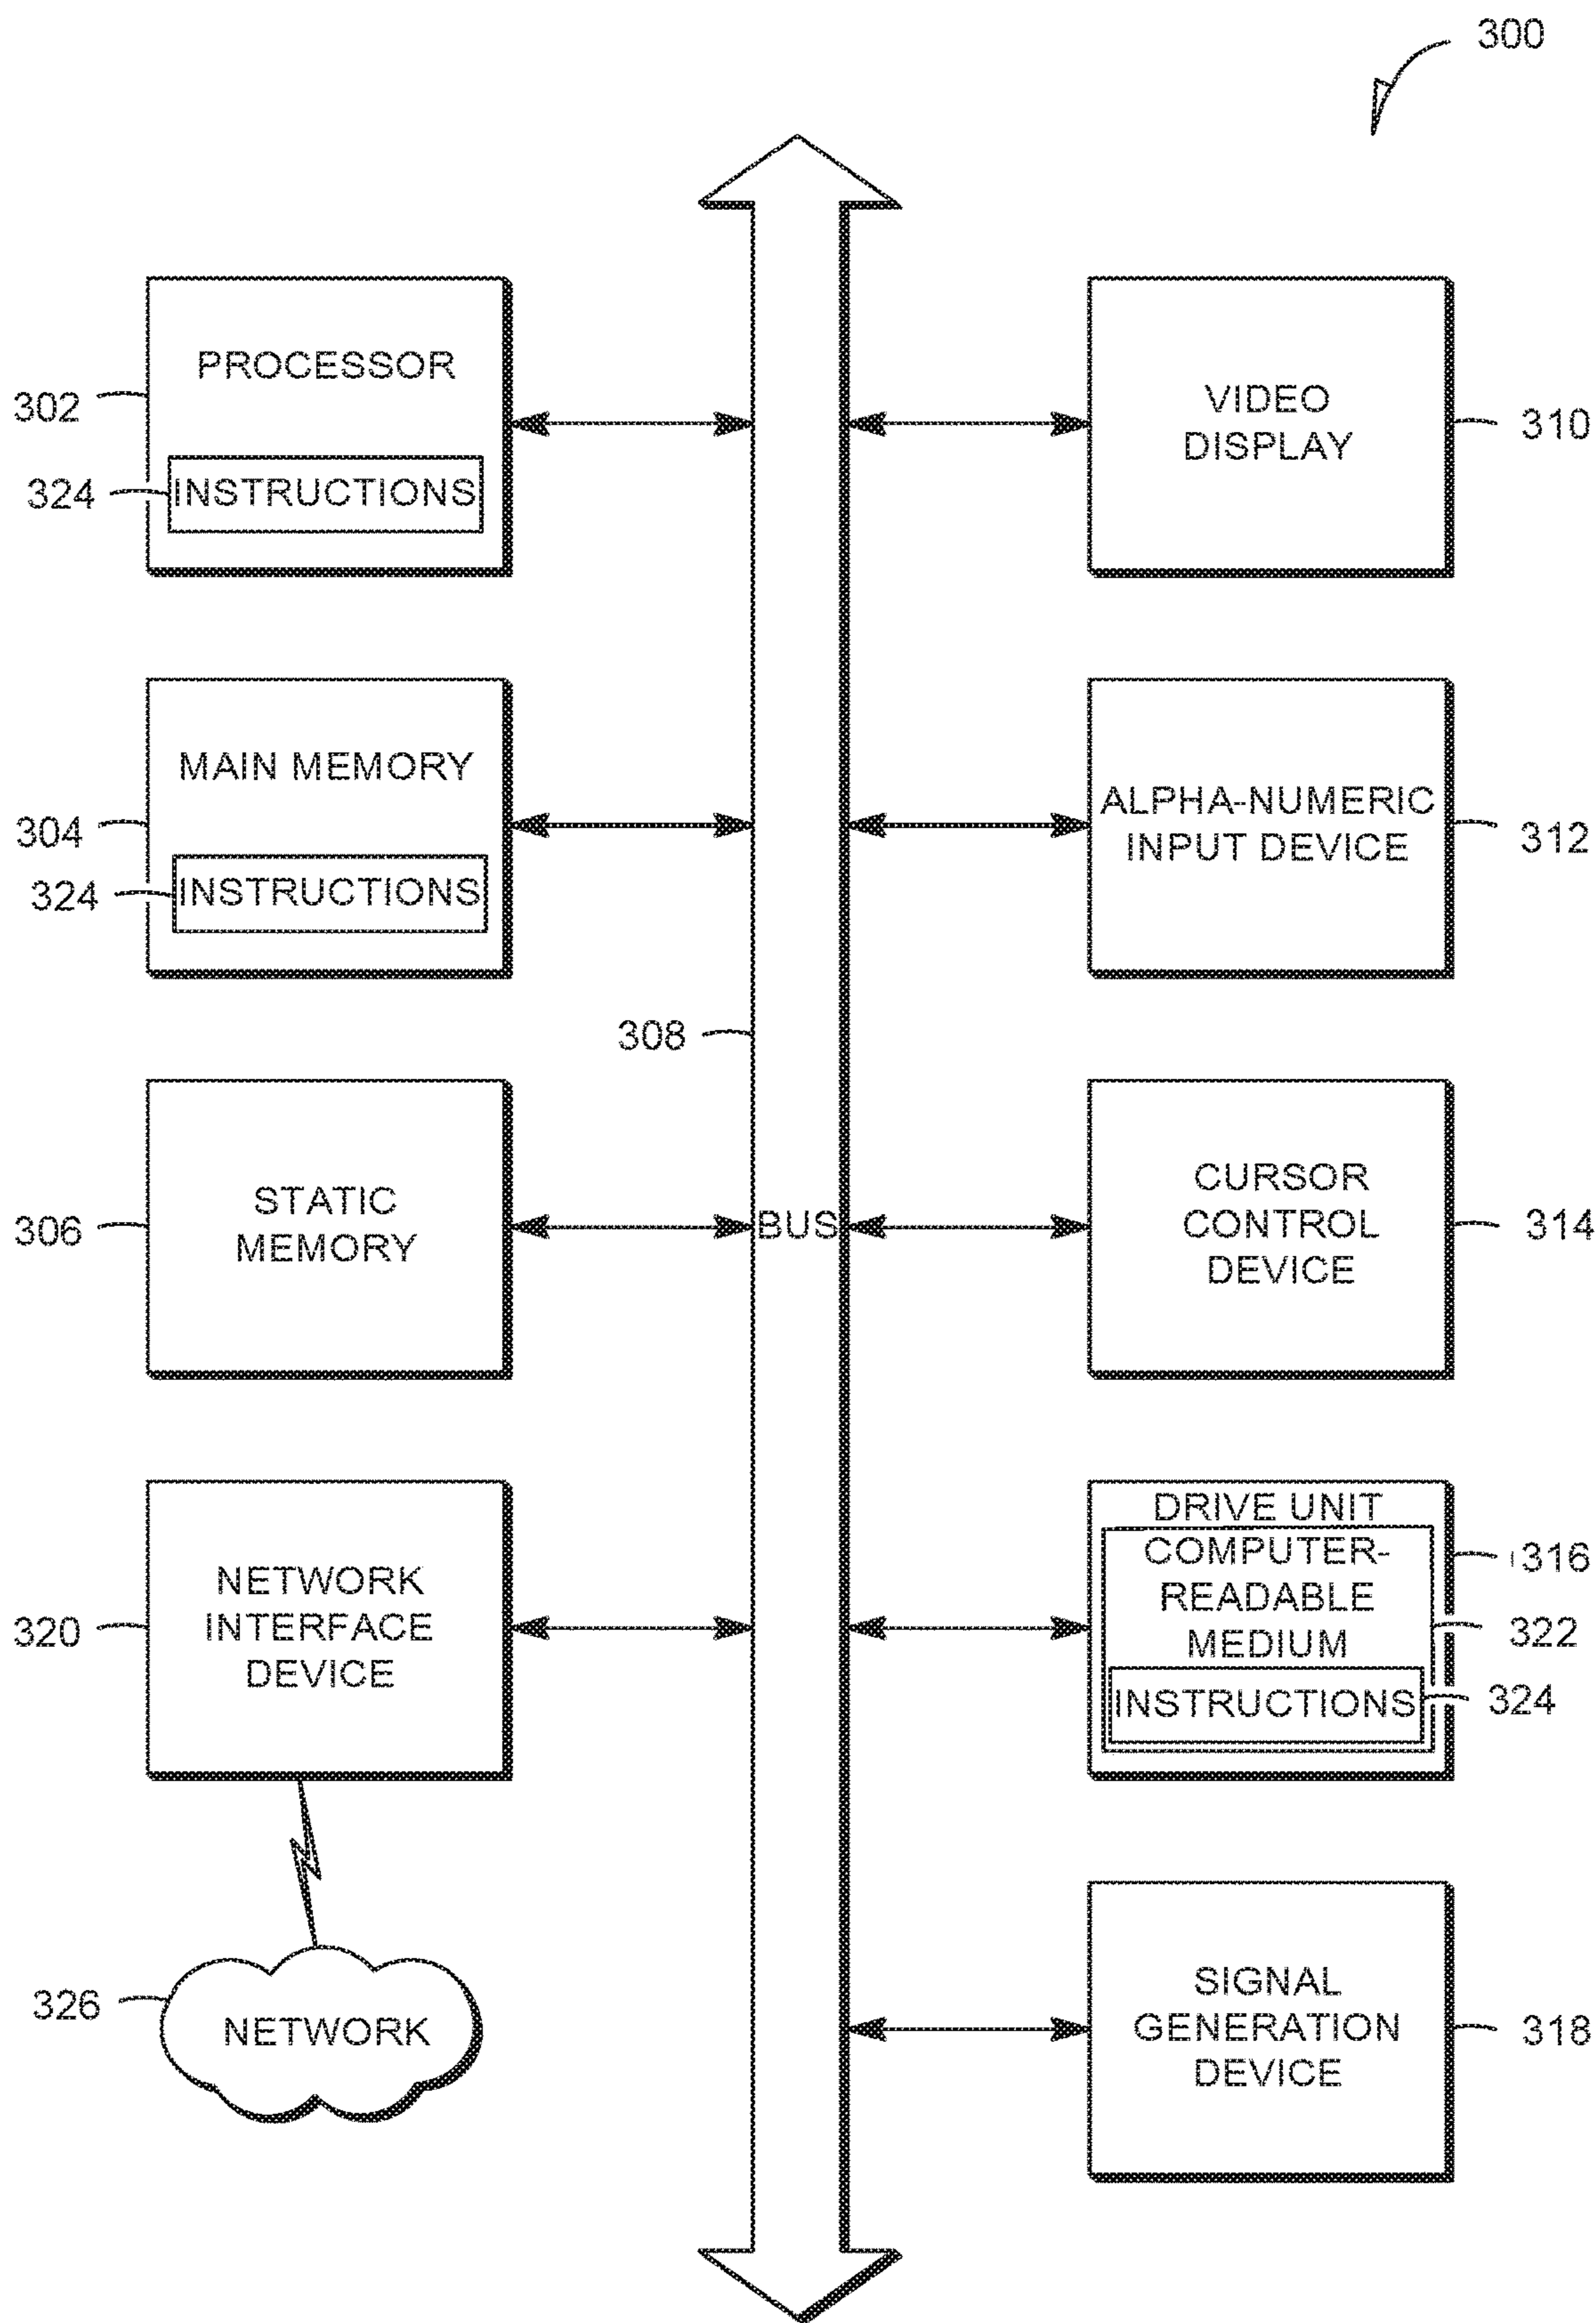 300
PROCESSOR
302
324
INSTRUCTIONS
VIDEO
DISPLAY
310
MAIN MEMORY
304
324
INSTRUCTIONS
ALPHA-NUMERIC
INPUT DEVICE
312
308
STATIC
MEMORY
306
BUS
CURSOR
CONTROL
DEVICE
314
NETWORK
INTERFACE
DEVICE
320
DRIVE UNIT
COMPUTER-
READABLE
MEDIUM
INSTRUCTIONS
316
322
324
326
NETWORK
SIGNAL
GENERATION
DEVICE
318